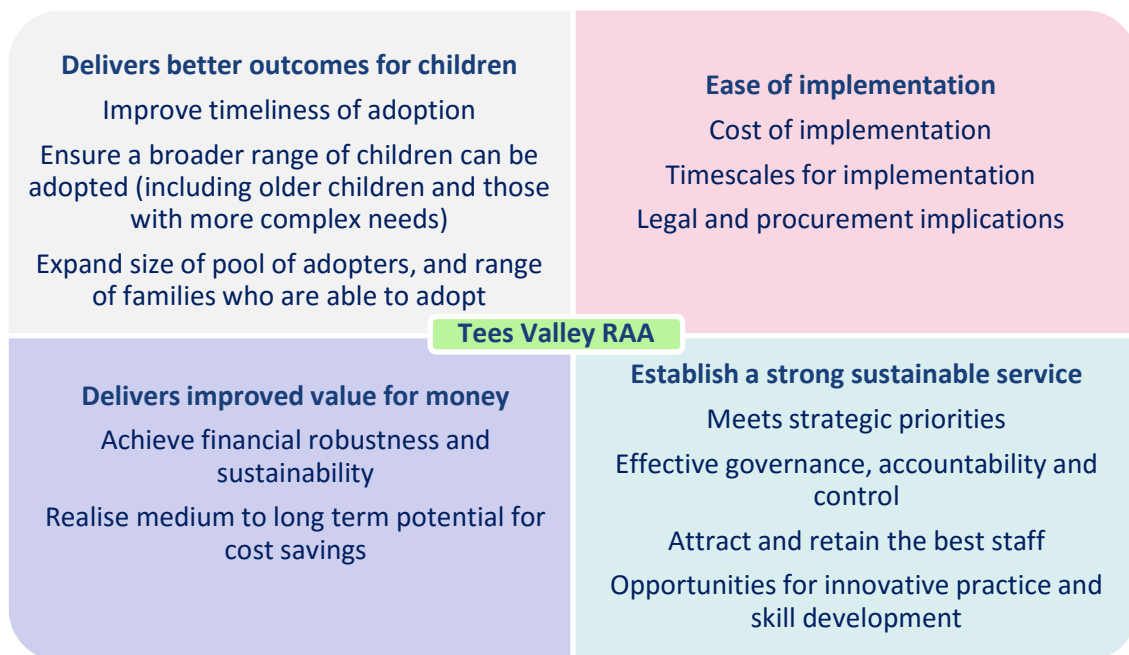 Delivers better outcomes for children
Improve timeliness of adoption
Ensure a broader range of children can be
adopted (including older children and those
with more complex needs)
Expand size of pool of adopters, and range
of families who are able to adopt
Ease of implementation
Cost of implementation
Timescales for implementation
Legal and procurement implications
Tees Valley RAA
Delivers improved value for money
Achieve financial robustness and
sustainability
Realise medium to long term potential for
cost savings
Establish a strong sustainable service
Meets strategic priorities
Effective governance, accountability and
control
Attract and retain the best staff
Opportunities for innovative practice and
skill development